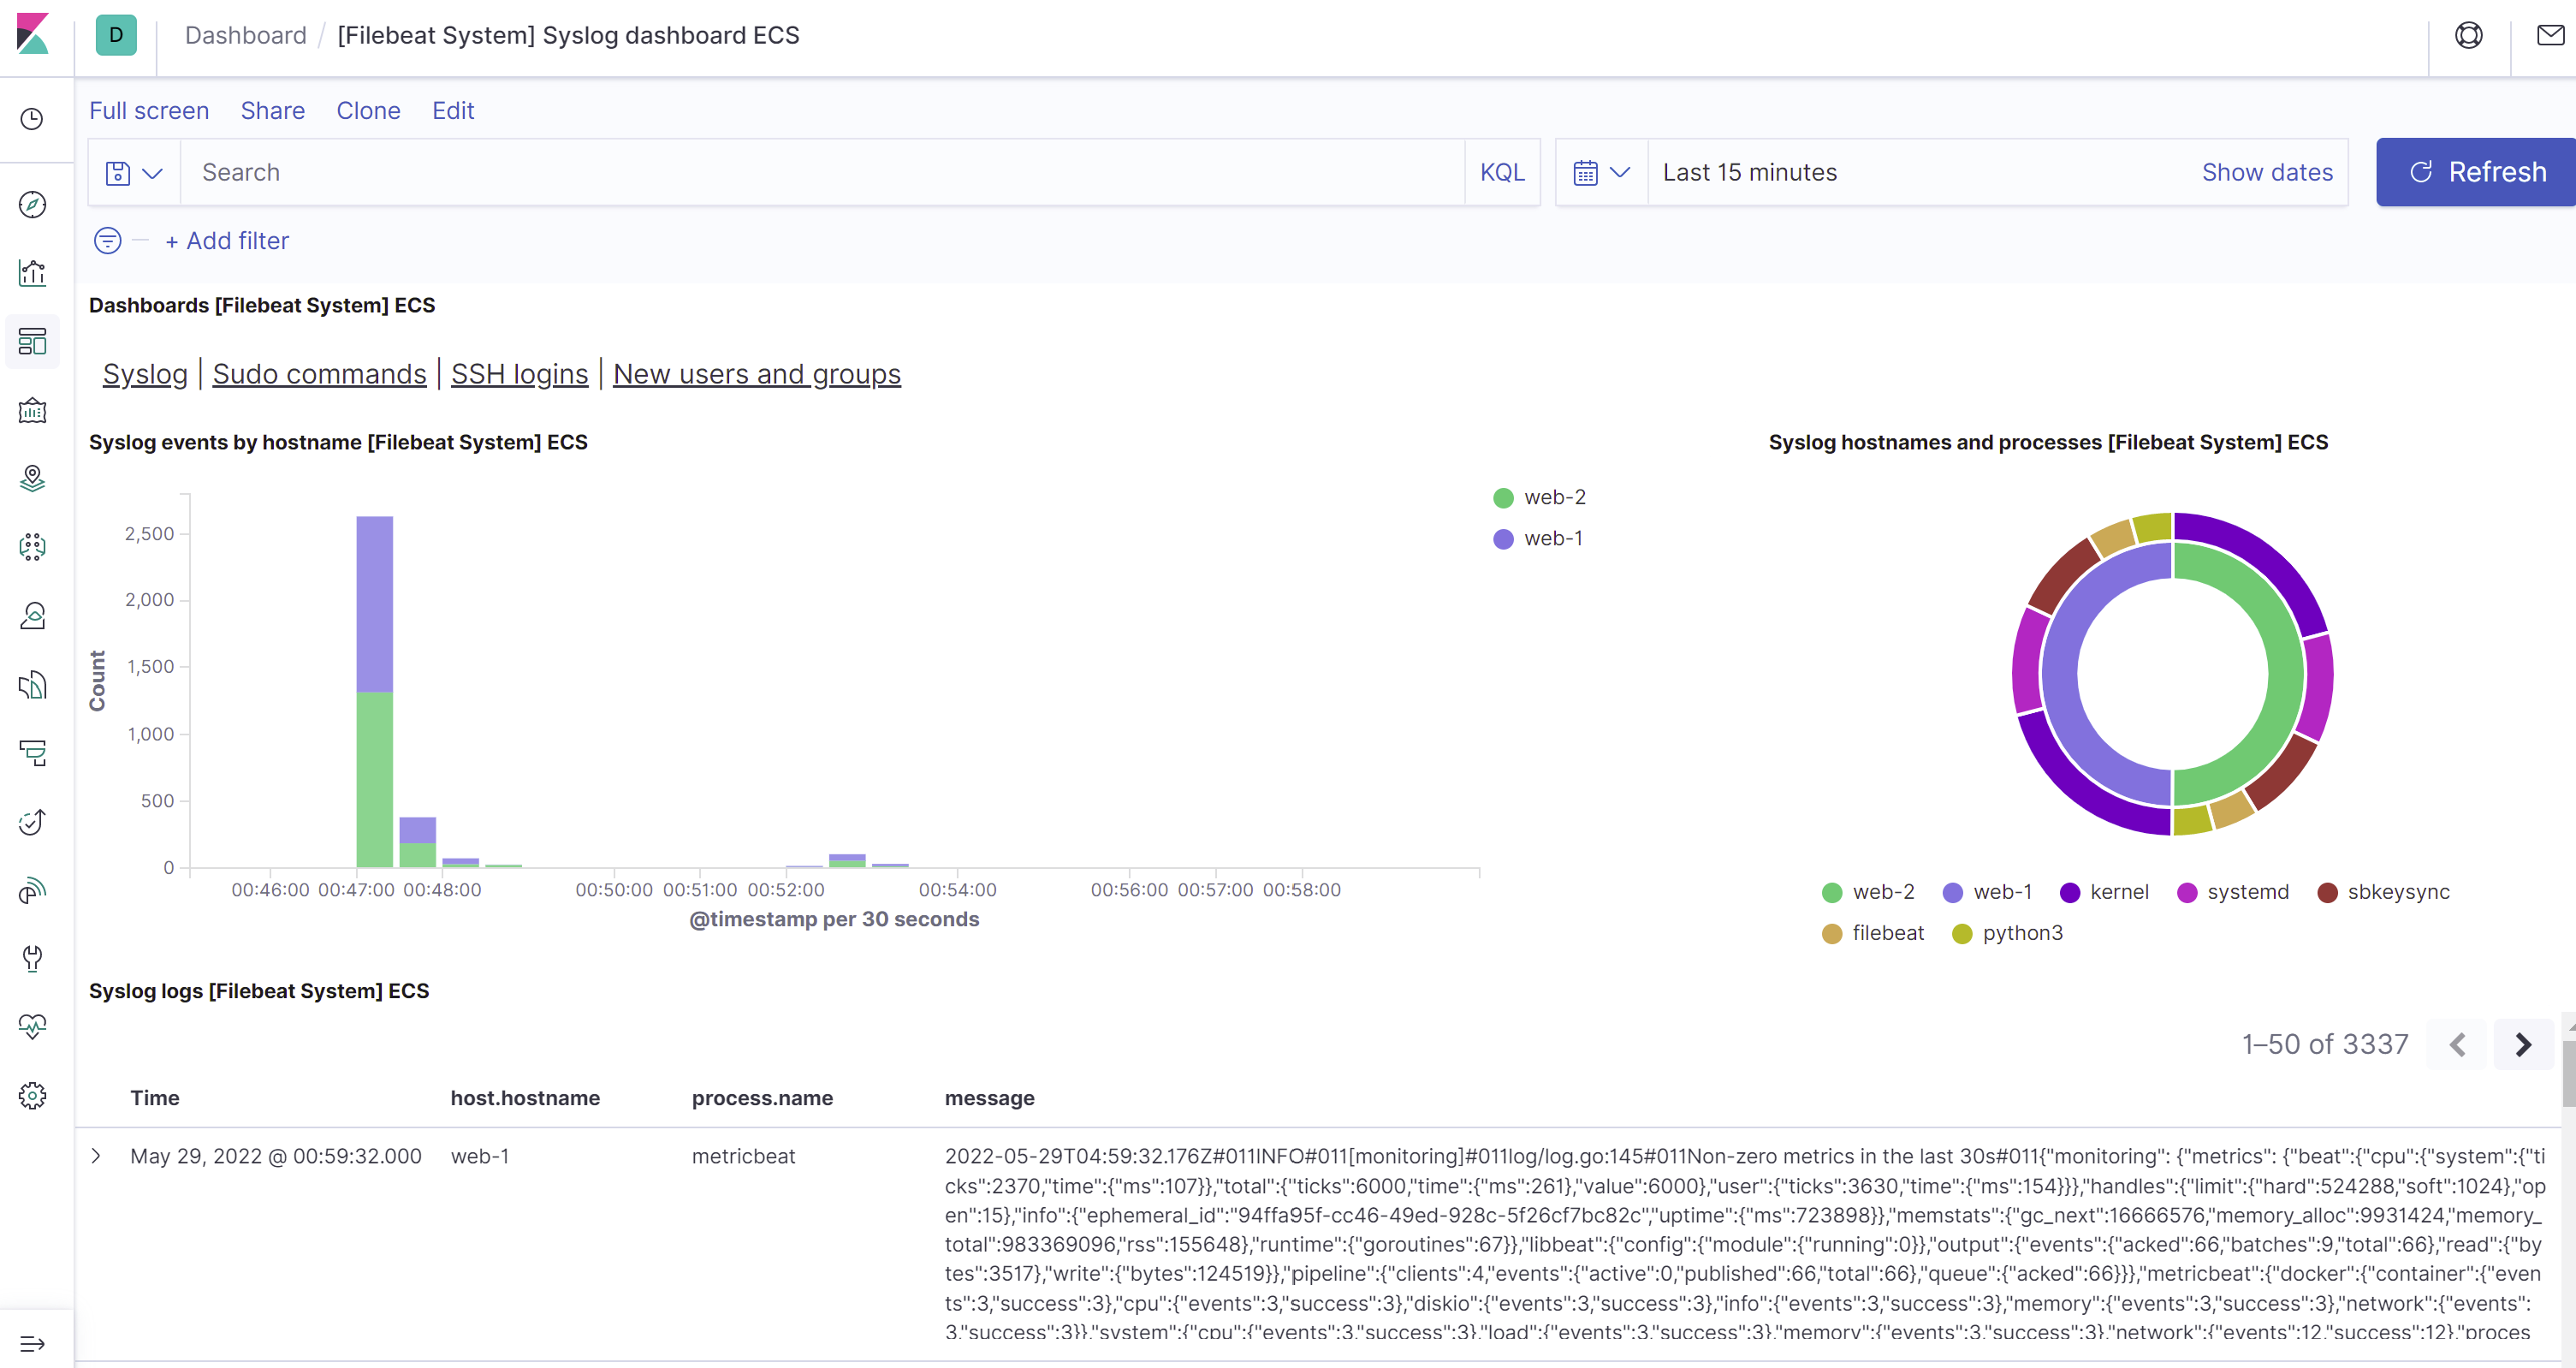 D
Dashboard / [Filebeat System] Syslog dashboard ECS
Full screen Share Clone Edit
Search KQL Last 15 minutes Show dates Refresh
+ Add filter
Dashboards [Filebeat System] ECS
Syslog | Sudo commands | SSH logins | New users and groups
Syslog events by hostname [Filebeat System] ECS
2,500
2,000
1,500
1,000
500
0
Count
00:46:00 00:47:00 00:48:00 00:50:00 00:51:00 00:52:00 00:54:00 00:56:00 00:57:00 00:58:00
@timestamp per 30 seconds
web-2
web-1
Syslog hostnames and processes [Filebeat System] ECS
web-2 web-1 kernel systemd sbkeysync
filebeat python3
Syslog logs [Filebeat System] ECS
1–50 of 3337
Time host.hostname process.name message
May 29, 2022 @ 00:59:32.000 web-1 metricbeat 2022-05-29T04:59:32.176Z#011INFO#011[monitoring]#011log/log.go:145#011Non-zero metrics in the last 30s#011{"monitoring": {"metrics": {"beat":{"cpu":{"system":{"ti
cks":2370,"time":{"ms":107}},"total":{"ticks":6000,"time":{"ms":261},"value":6000},"user":{"ticks":3630,"time":{"ms":154}}},"handles":{"limit":{"hard":524288,"soft":1024},"op
en":15},"info":{"ephemeral_id":"94ffa95f-cc46-49ed-928c-5f26cf7bc82c","uptime":{"ms":723898}},"memstats":{"gc_next":16666576,"memory_alloc":9931424,"memory_
total":983369096,"rss":155648},"runtime":{"goroutines":67}},"libbeat":{"config":{"module":{"running":0}},"output":{"events":{"acked":66,"batches":9,"total":66},"read":{"by
tes":3517},"write":{"bytes":124519}},"pipeline":{"clients":4,"events":{"active":0,"published":66,"total":66},"queue":{"acked":66}}},"metricbeat":{"docker":{"container":{"even
ts":3,"success":3},"cpu":{"events":3,"success":3},"diskio":{"events":3,"success":3},"info":{"events":3,"success":3},"memory":{"events":3,"success":3},"network":{"events":
3,"success":3}},"system":{"cpu":{"events":3,"success":3},"load":{"events":3,"success":3},"memory":{"events":3,"success":3},"network":{"events":12,"success":12},"proces